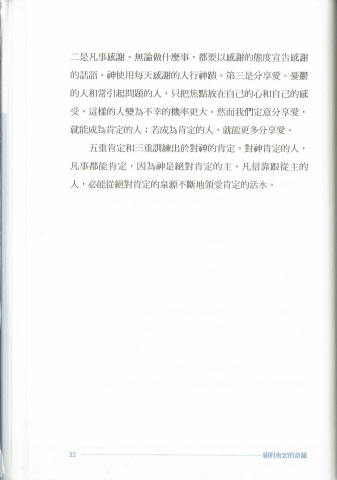 二是凡事感謝。無論做什麼事，都要以感謝的態度宣告感謝
的話語。神使用每天感謝的人行神蹟。第三是分享愛。憂鬱
的人和常引起問題的人，只把焦點放在自己的心和自己的感
受，這樣的人變為不幸的機率更大。然而我們定意分享愛，
就能成為肯定的人；若成為肯定的人，就能更多分享愛。
五重肯定和三重訓練出於對神的肯定。對神肯定的人，
凡事都能肯定，因為神是絕對肯定的主。凡信靠跟從主的
人，必能從絕對肯定的泉源不斷地領受肯定的活水。
32
絕對肯定的奇蹟